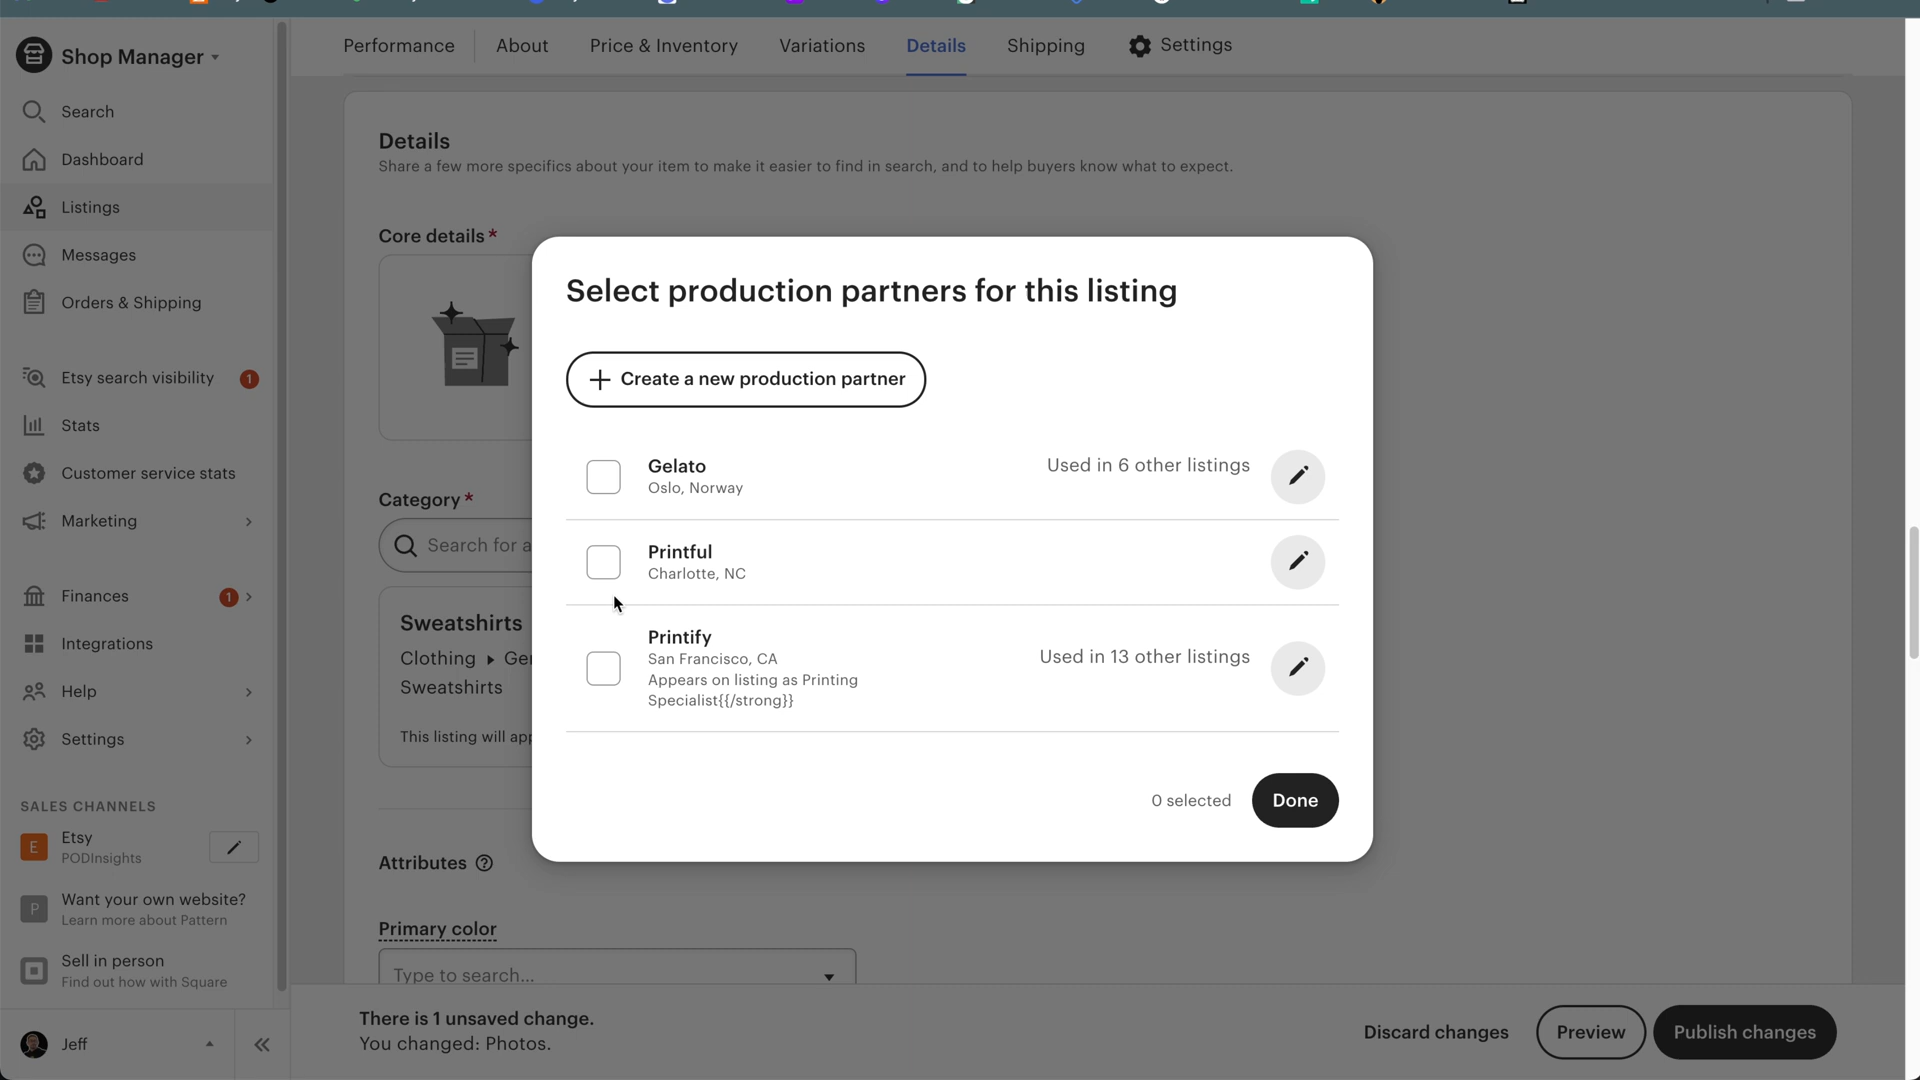 Shop Manager
Performance
About
Price & Inventory
Variations
Details
Shipping
Settings
Search
Dashboard
Listings
Messages
Orders & Shipping
Etsy search visibility 1
Stats
Customer service stats
Marketing
Finances 1
Integrations
Help
Settings
SALES CHANNELS
E
Etsy
PODInsights
P
Want your own website?
Learn more about Pattern
Sell in person
Find out how with Square
Jeff
Details
Share a few more specifics about your item to make it easier to find in search, and to help buyers know what to expect.
Core details*
Category*
Search for a
Sweatshirts
Clothing
Sweatshirts
This listing will
Attributes
Primary color
Type to search...
Select production partners for this listing
Create a new production partner
Gelato
Oslo, Norway
Used in 6 other listings
Printful
Charlotte, NC
Printify
San Francisco, CA
Appears on listing as Printing
Specialist{{/strong}}
Used in 13 other listings
0 selected
Done
There is 1 unsaved change.
You changed: Photos.
Discard changes
Preview
Publish changes